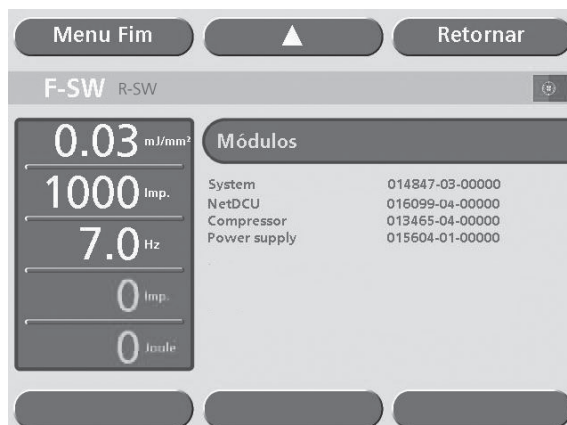 Menu Fim
Retornar
F-SW R-SW
0.03 mJ/mm²
1000 Imp.
7.0 Hz
0 Imp.
0 Joule
Módulos
System 014847-03-00000
NetDCU 016099-04-00000
Compressor 013465-04-00000
Power supply 015604-01-00000